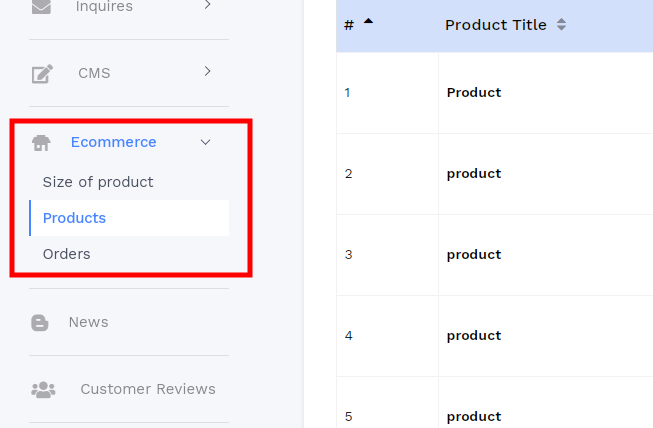 Inquires
CMS
Ecommerce
Size of product
Products
Orders
News
Customer Reviews
# Product Title
1 Product
2 product
3 product
4 product
5 product